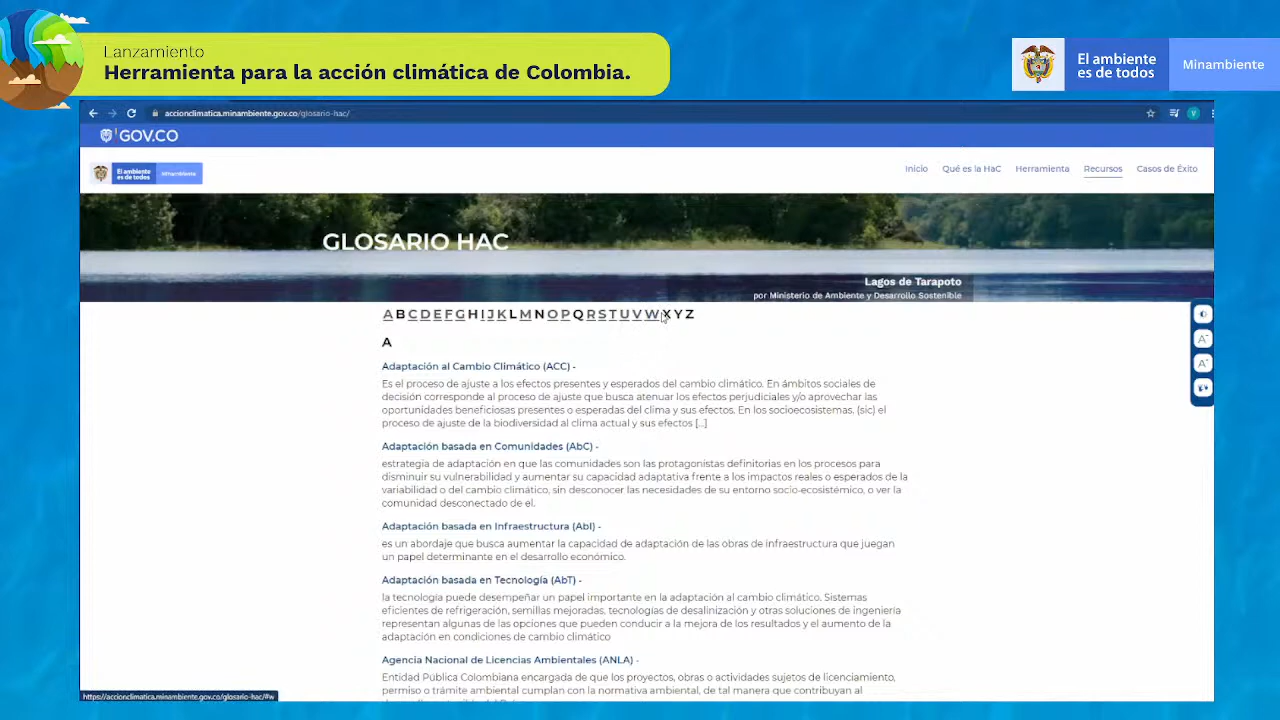 Lanzamiento
Herramienta para la acción climática de Colombia.
El ambiente
es de todos
Minambiente
accionclimatica.minambiente.gov.co/glosario-hac/
V
GOV.CO
El ambiente
es de todos
Minambiente
Inicio
Qué es la HaC
Herramienta
Recursos
Casos de Éxito
GLOSARIO HAC
Lagos de Tarapoto
por Ministerio de Ambiente y Desarrollo Sostenible
A B C D E F G H I J K L M N O P Q R S T U V W X Y Z
A
Adaptación al Cambio Climático (ACC) -
Es el proceso de ajuste a los efectos presentes y esperados del cambio climático. En ámbitos sociales de
decisión corresponde al proceso de ajuste que busca atenuar los efectos perjudiciales y/o aprovechar las
oportunidades beneficiosas presentes o esperadas del clima y sus efectos. En los socioecosistemas. (sic) el
proceso de ajuste de la biodiversidad al clima actual y sus efectos [...]
Adaptación basada en Comunidades (AbC) -
estrategia de adaptación en que las comunidades son las protagonistas definitorias en los procesos para
disminuir su vulnerabilidad y aumentar su capacidad adaptativa frente a los impactos reales o esperados de la
variabilidad o del cambio climático, sin desconocer las necesidades de su entorno socio-ecosistémico, o ver la
comunidad desconectado de el.
Adaptación basada en Infraestructura (AbI) -
es un abordaje que busca aumentar la capacidad de adaptación de las obras de infraestructura que juegan
un papel determinante en el desarrollo económico.
Adaptación basada en Tecnología (AbT) -
la tecnología puede desempeñar un papel importante en la adaptación al cambio climático. Sistemas
eficientes de refrigeración, semillas mejoradas, tecnologías de desalinización y otras soluciones de ingeniería
representan algunas de las opciones que pueden conducir a la mejora de los resultados y el aumento de la
adaptación en condiciones de cambio climático
Agencia Nacional de Licencias Ambientales (ANLA) -
Entidad Pública Colombiana encargada de que los proyectos, obras o actividades sujetos de licenciamiento,
permiso o trámite ambiental cumplan con la normativa ambiental, de tal manera que contribuyan al
https://accionclimatica.minambiente.gov.co/glosario-hac/#w
A-
A+